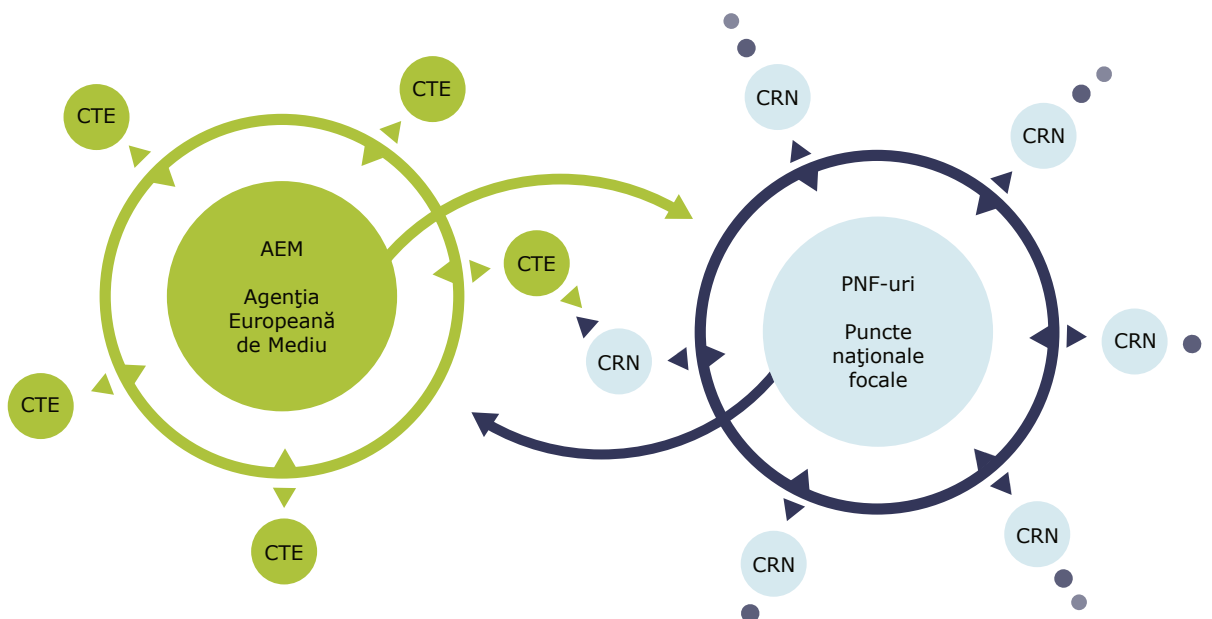 CTE
CTE
CTE
CTE
CTE
AEM
Agenţia
Europeană
de Mediu
CRN
CRN
CRN
CRN
CRN
CRN
PNF-uri
Puncte
naţionale
focale